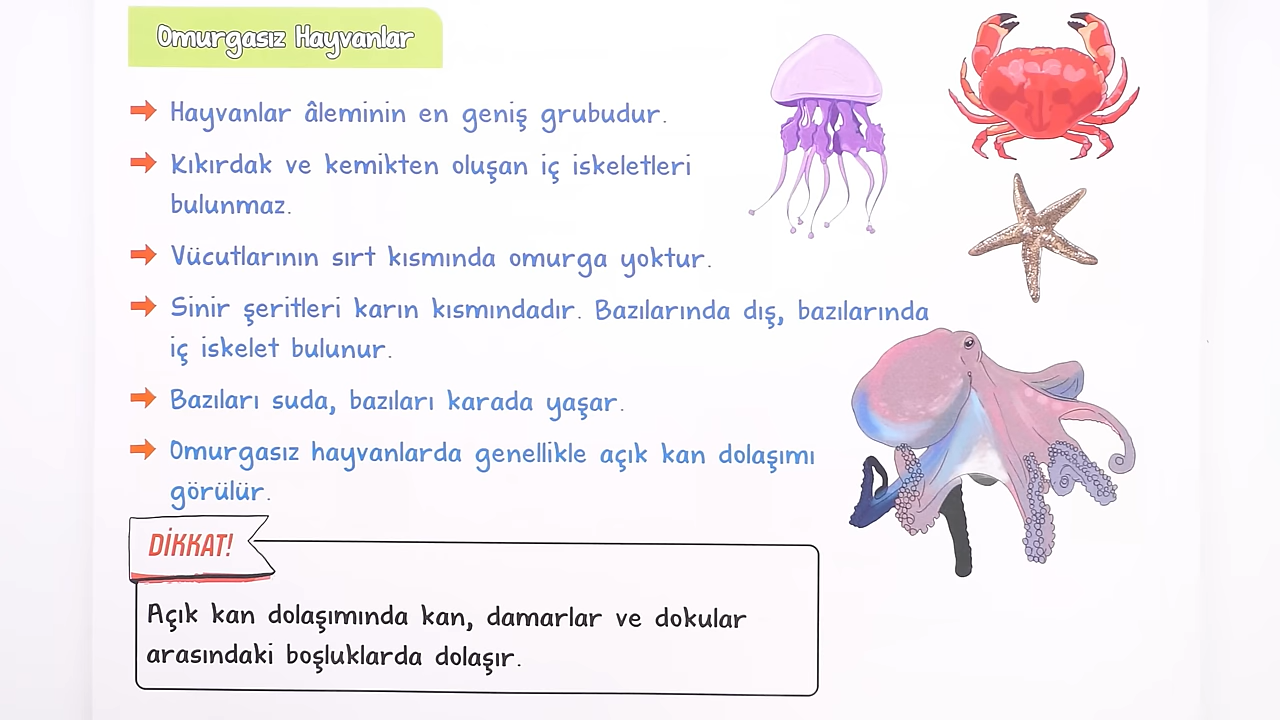 Omurgasız Hayvanlar
Hayvanlar âleminin en geniş grubudur.
Kıkırdak ve kemikten oluşan iç iskeletleri
bulunmaz.
Vücutlarının sırt kısmında omurga yoktur.
Sinir şeritleri karın kısmındadır. Bazılarında dış, bazılarında
iç iskelet bulunur.
Bazıları suda, bazıları karada yaşar.
Omurgasız hayvanlarda genellikle açık kan dolaşımı
görülür.
DİKKAT!
Açık kan dolaşımında kan, damarlar ve dokular
arasındaki boşluklarda dolaşır.